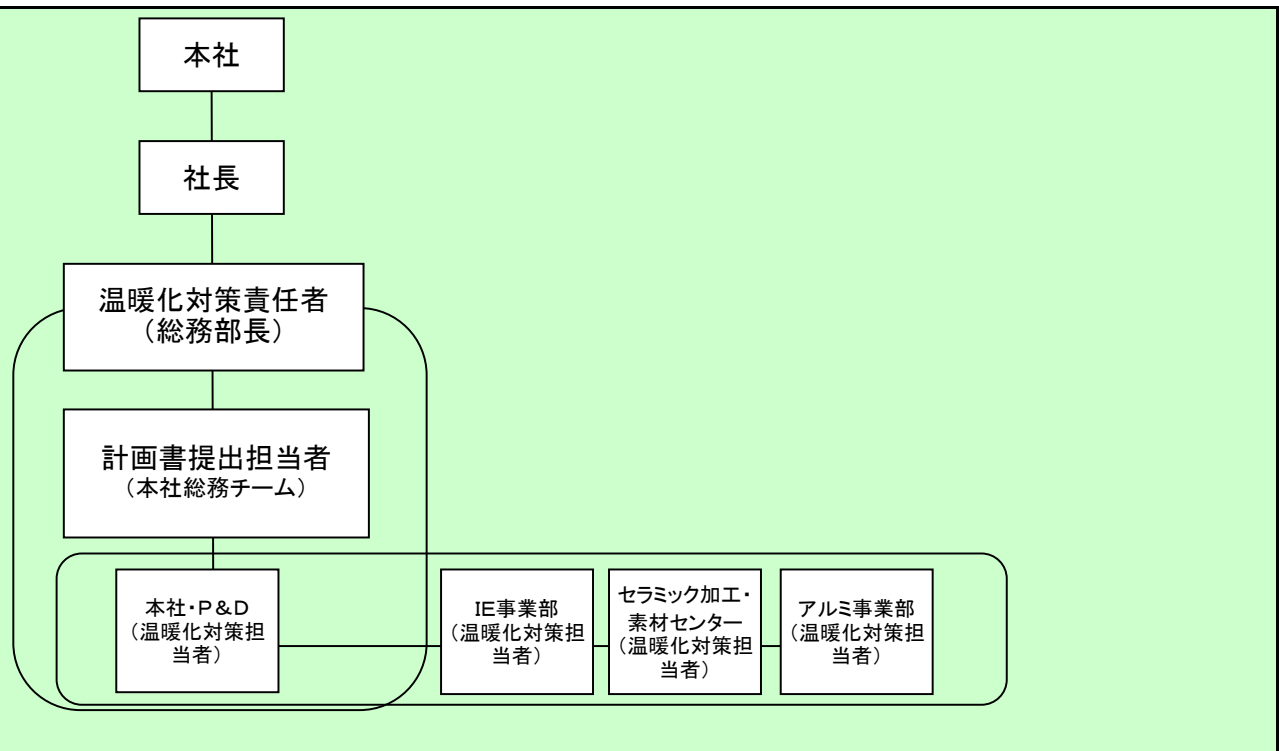 本社
社長
温暖化対策責任者
（総務部長）
計画書提出担当者
（本社総務チーム）
本社・Ｐ＆Ｄ
（温暖化対策担
当者）
IE事業部
（温暖化対策担
当者）
セラミック加工・
素材センター
（温暖化対策担
当者）
アルミ事業部
（温暖化対策担
当者）